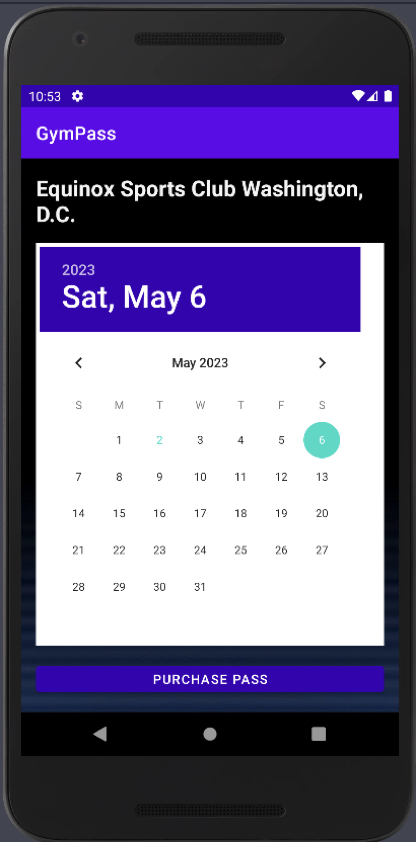 10:53
GymPass
Equinox Sports Club Washington,
D.C.
2023
Sat, May 6
May 2023
S M T W T F S
1 2 3 4 5 6
7 8 9 10 11 12 13
14 15 16 17 18 19 20
21 22 23 24 25 26 27
28 29 30 31
PURCHASE PASS